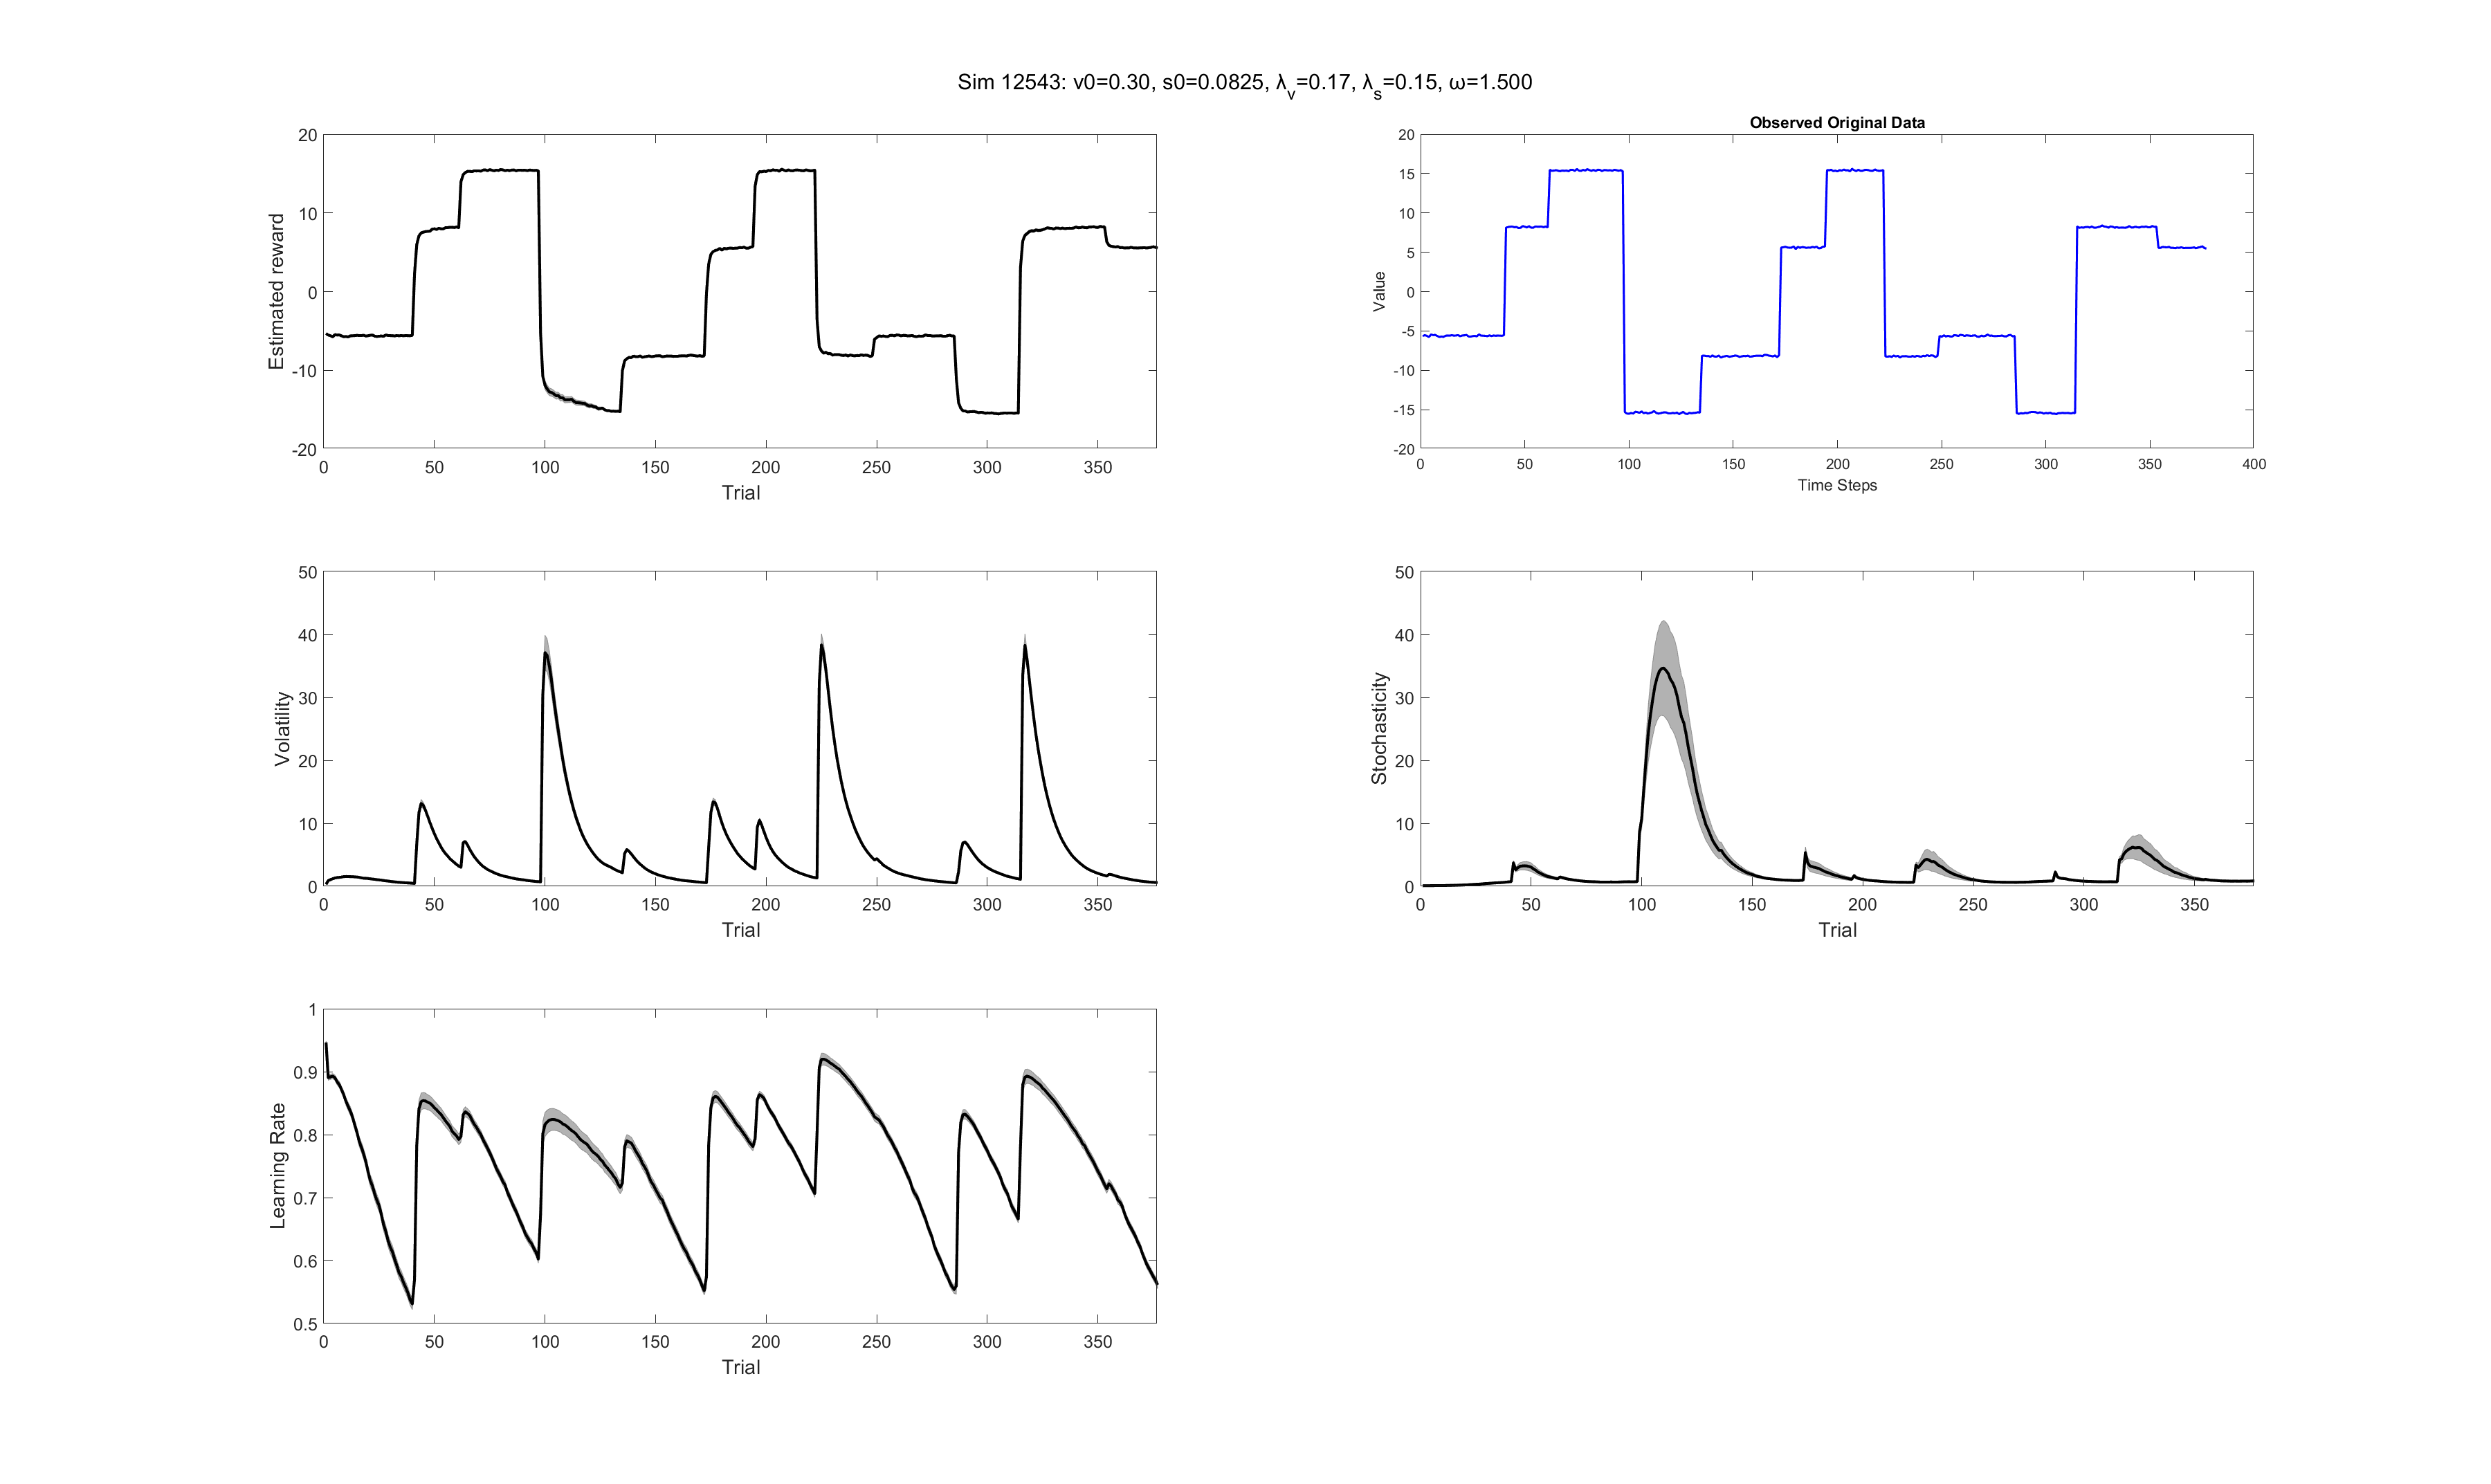 Sim 12543: v0=0.30, s0=0.0825, λv=0.17, λs=0.15, ω=1.500
20
10
0
-10
-20
Estimated reward
0 50 100 150 200 250 300 350
Trial
Observed Original Data
20
15
10
5
0
-5
-10
-15
-20
Value
0 50 100 150 200 250 300 350 400
Time Steps
50
40
30
20
10
0
Volatility
0 50 100 150 200 250 300 350
Trial
50
40
30
20
10
0
Stochasticity
0 50 100 150 200 250 300 350
Trial
1
0.9
0.8
0.7
0.6
0.5
Learning Rate
0 50 100 150 200 250 300 350
Trial